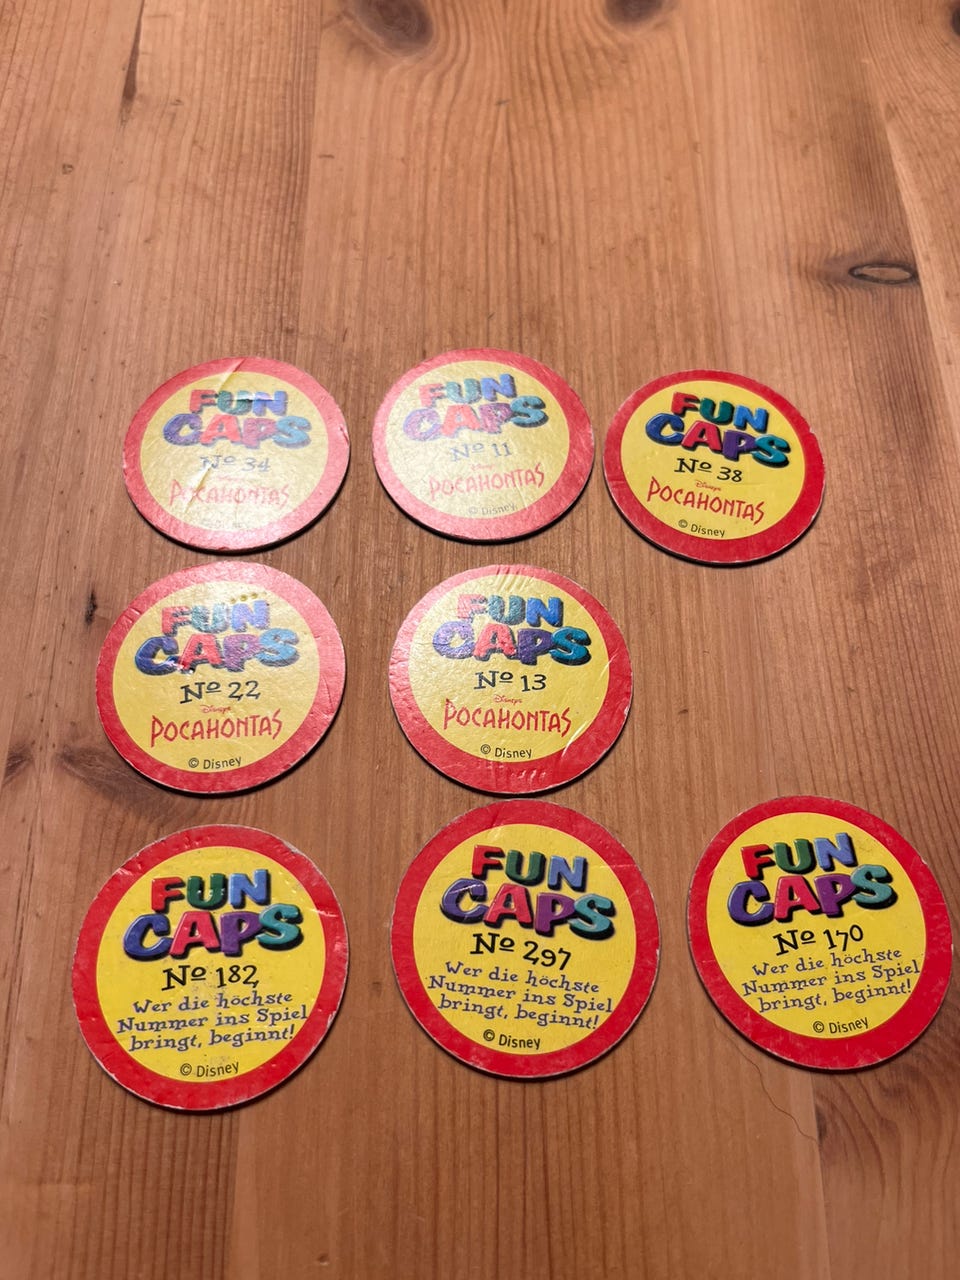 FUN
CAPS
Nº 34
Disney's
POCAHONTAS
© Disney
FUN
CAPS
Nº 11
Disney's
POCAHONTAS
© Disney
FUN
CAPS
Nº 38
Disney's
POCAHONTAS
© Disney
FUN
CAPS
Nº 22
Disney's
POCAHONTAS
© Disney
FUN
CAPS
Nº 13
Disney's
POCAHONTAS
© Disney
FUN
CAPS
Nº 182
Wer die höchste
Nummer ins Spiel
bringt, beginnt!
© Disney
FUN
CAPS
Nº 297
Wer die höchste
Nummer ins Spiel
bringt, beginnt!
© Disney
FUN
CAPS
Nº 170
Wer die höchste
Nummer ins Spiel
bringt, beginnt!
© Disney